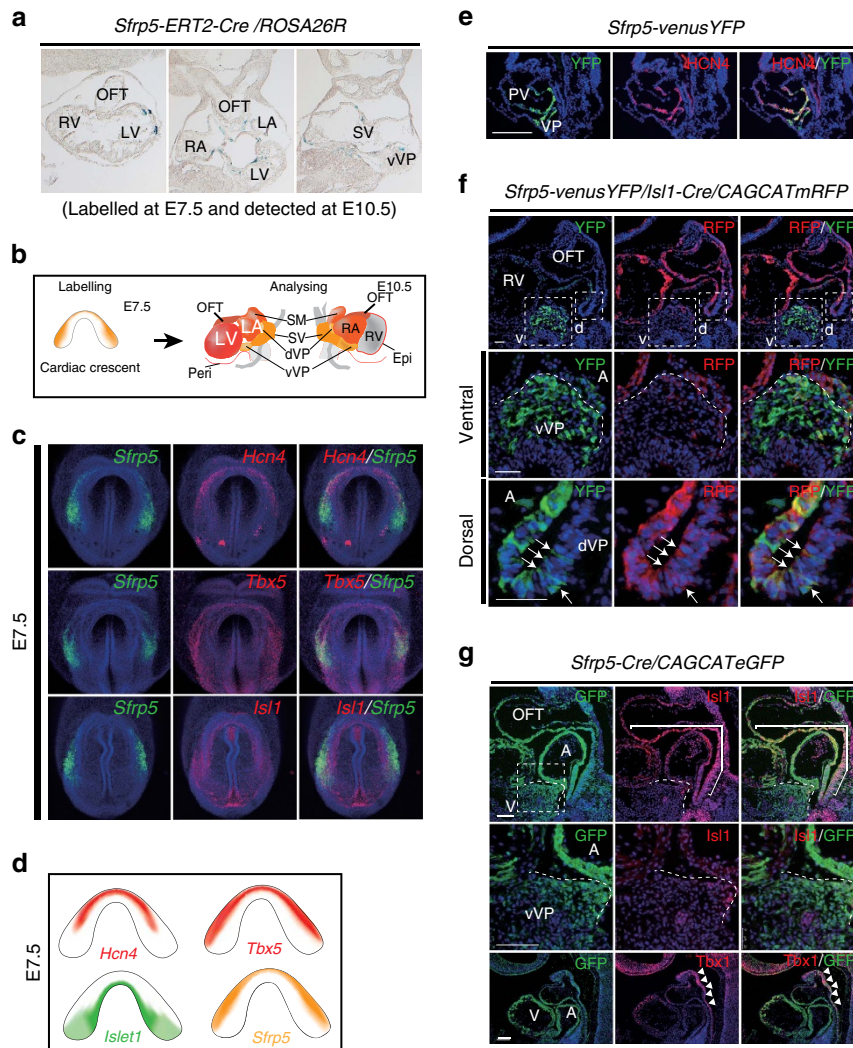 a
Sfrp5-ERT2-Cre /ROSA26R
OFT
RV
LV
OFT
LA
RA
LV
SV
vVP
(Labelled at E7.5 and detected at E10.5)
b
Labelling
E7.5
Cardiac crescent
Analysing
E10.5
OFT
OFT
SM
LA
LV
SV
dVP
vVP
RA
RV
Peri
Epi
c
E7.5
Sfrp5
Hcn4
Hcn4/Sfrp5
Sfrp5
Tbx5
Tbx5/Sfrp5
Sfrp5
Isl1
Isl1/Sfrp5
d
E7.5
Hcn4
Tbx5
Islet1
Sfrp5
e
Sfrp5-venusYFP
YFP
HCN4
HCN4/YFP
PV
VP
f
Sfrp5-venusYFP/Isl1-Cre/CAGCATmRFP
YFP
RFP
RFP/YFP
OFT
RV
v
d
v
d
v
d
Ventral
YFP
RFP
RFP/YFP
A
vVP
Dorsal
YFP
RFP
RFP/YFP
A
dVP
g
Sfrp5-Cre/CAGCATeGFP
GFP
Isl1
Isl1/GFP
OFT
A
V
GFP
Isl1
Isl1/GFP
A
vVP
GFP
Tbx1
Tbx1/GFP
V
A